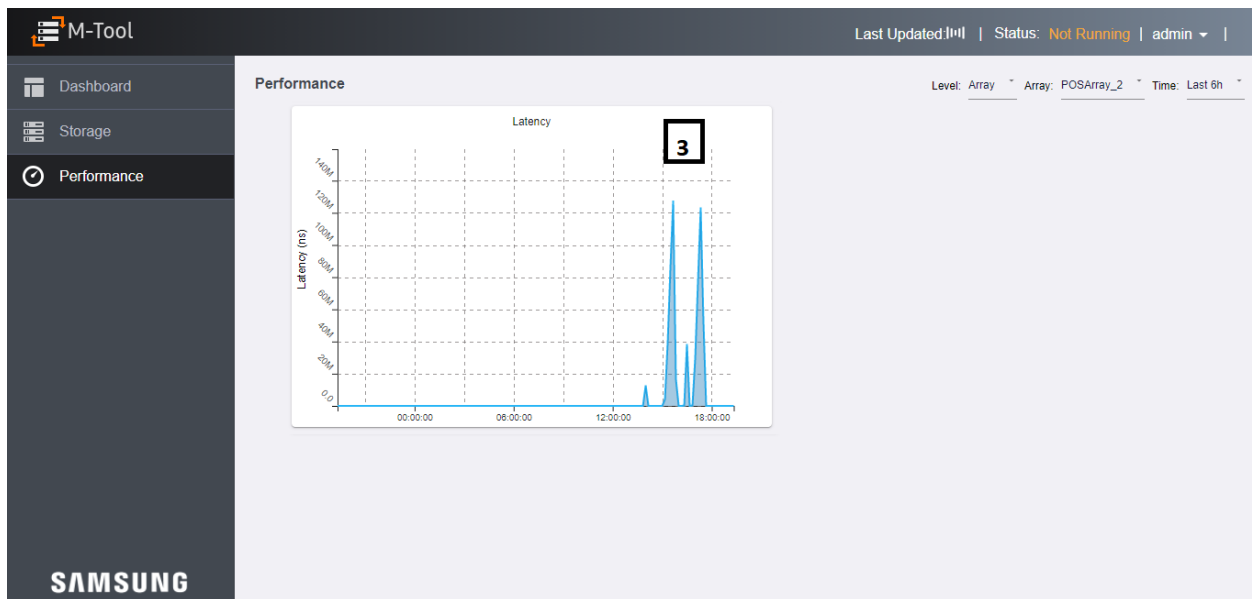 M-Tool
Last Updated: | Status: Not Running | admin |
Dashboard
Storage
Performance
SAMSUNG
Performance
Level: Array Array: POSArray_2 Time: Last 6h
Latency
3
Latency (ns)
140M
120M
100M
80M
60M
40M
20M
0.0
00:00:00 06:00:00 12:00:00 18:00:00